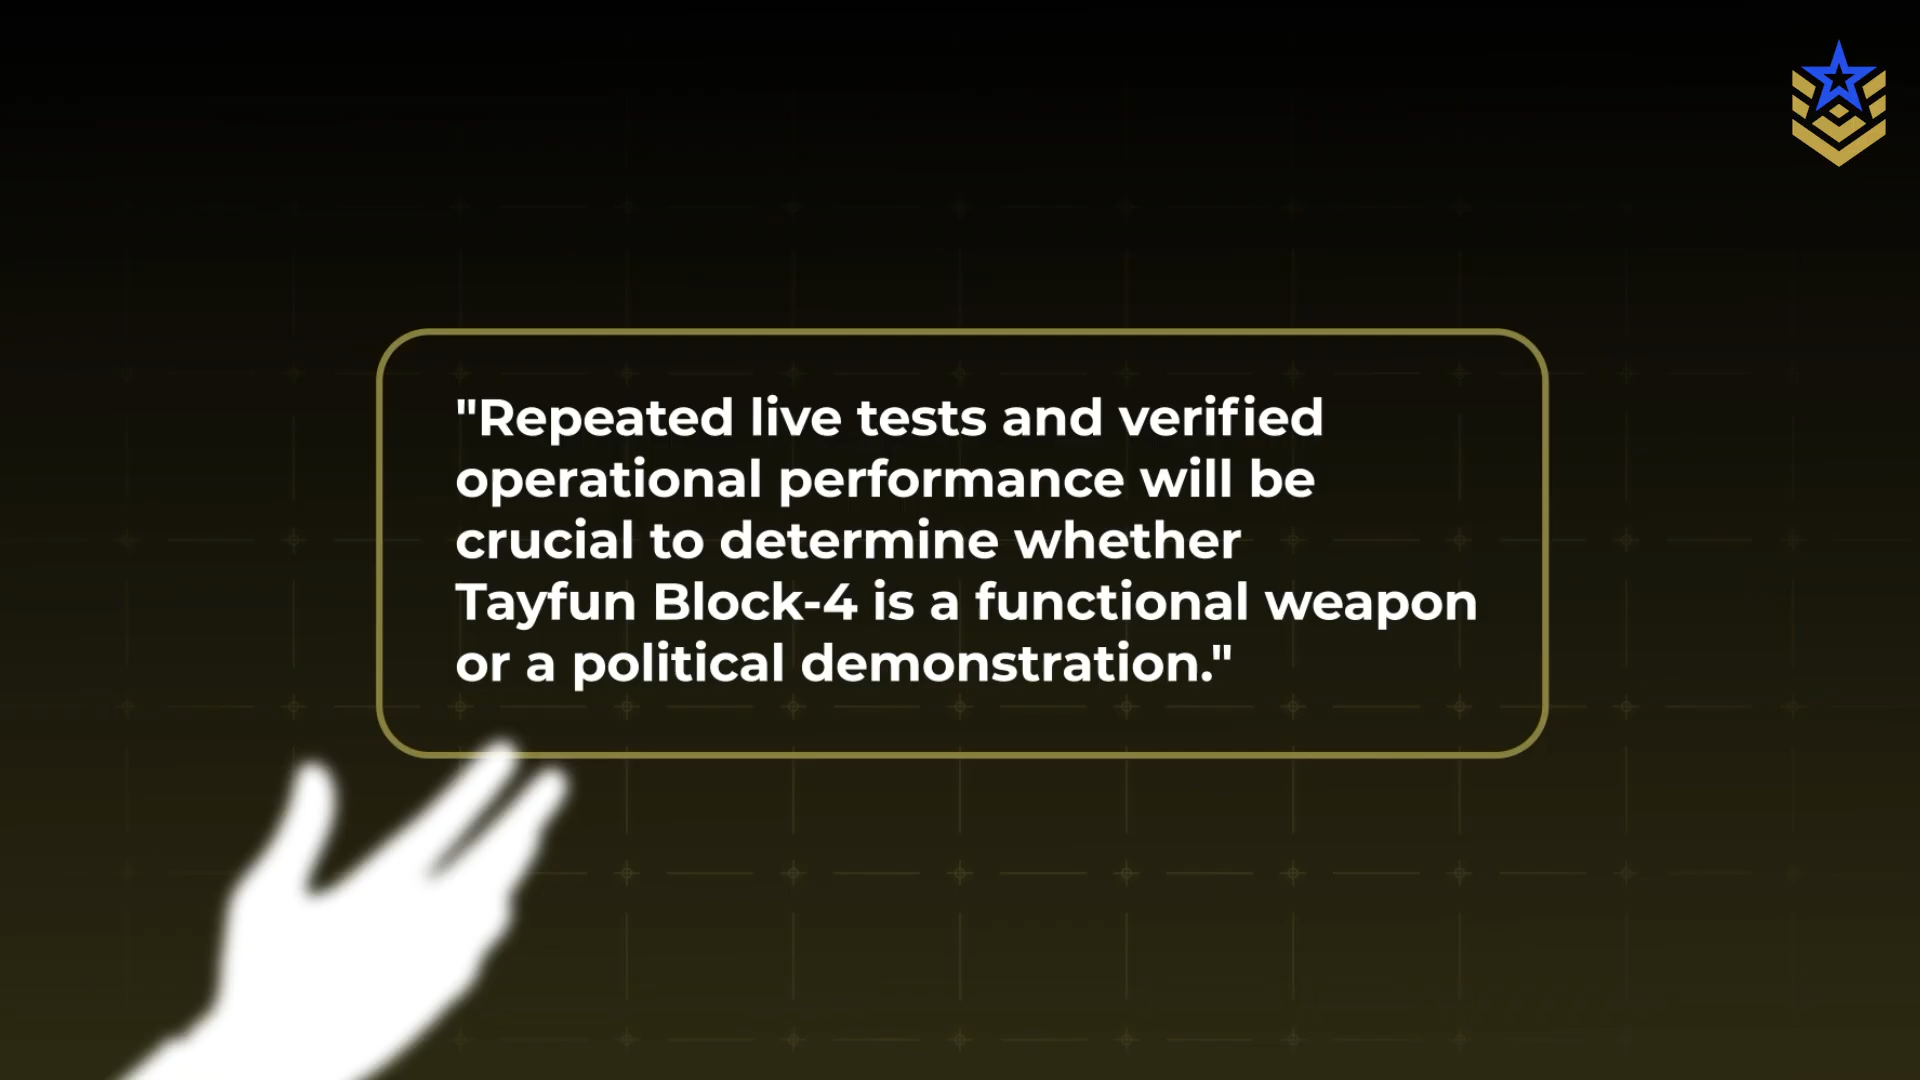 "Repeated live tests and verified
operational performance will be
crucial to determine whether
Tayfun Block-4 is a functional weapon
or a political demonstration."